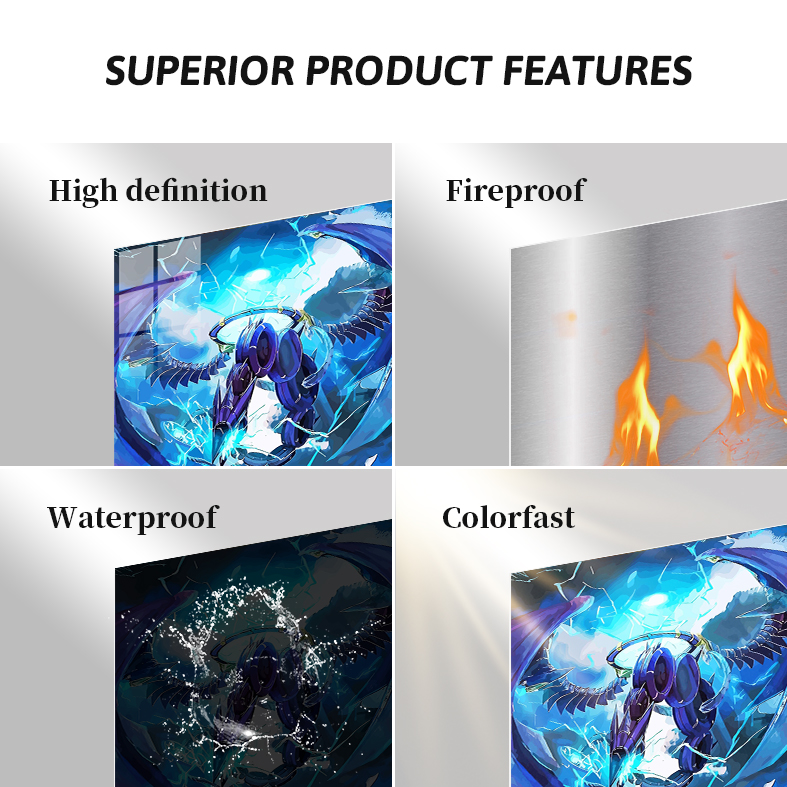 SUPERIOR PRODUCT FEATURES
High definition
Fireproof
Waterproof
Colorfast